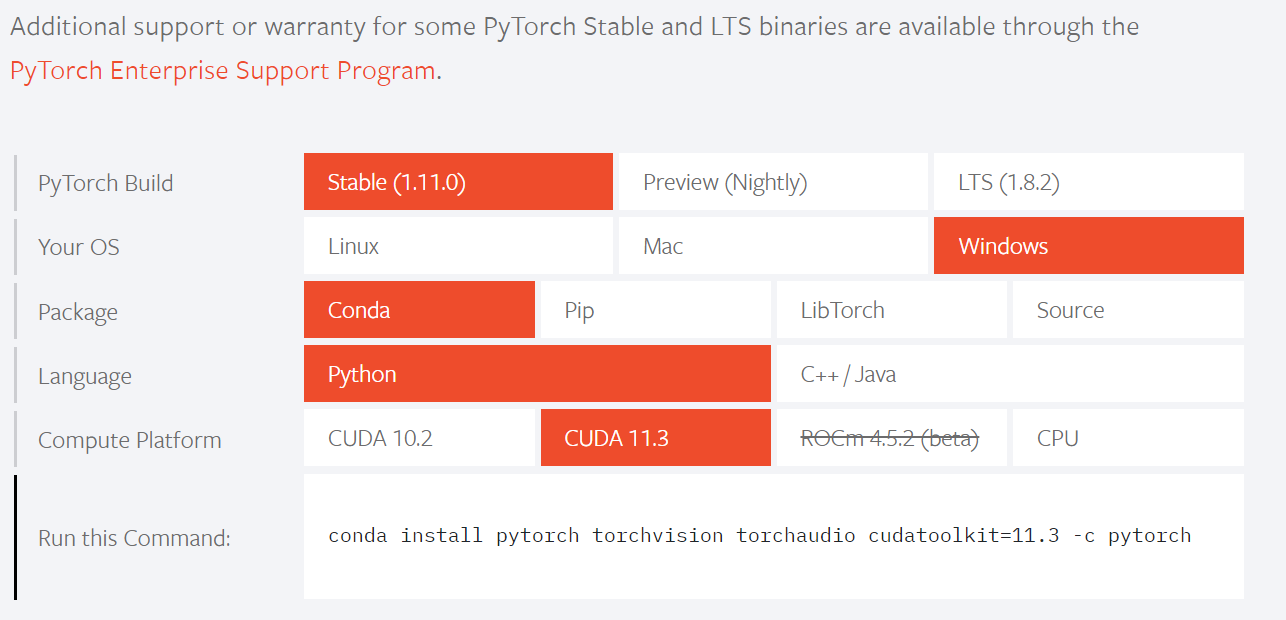 Additional support or warranty for some PyTorch Stable and LTS binaries are available through the
PyTorch Enterprise Support Program.
PyTorch Build Stable (1.11.0) Preview (Nightly) LTS (1.8.2)
Your OS Linux Mac Windows
Package Conda Pip LibTorch Source
Language Python C++ / Java
Compute Platform CUDA 10.2 CUDA 11.3 ROCm 4.5.2 (beta) CPU
Run this Command: conda install pytorch torchvision torchaudio cudatoolkit=11.3 -c pytorch